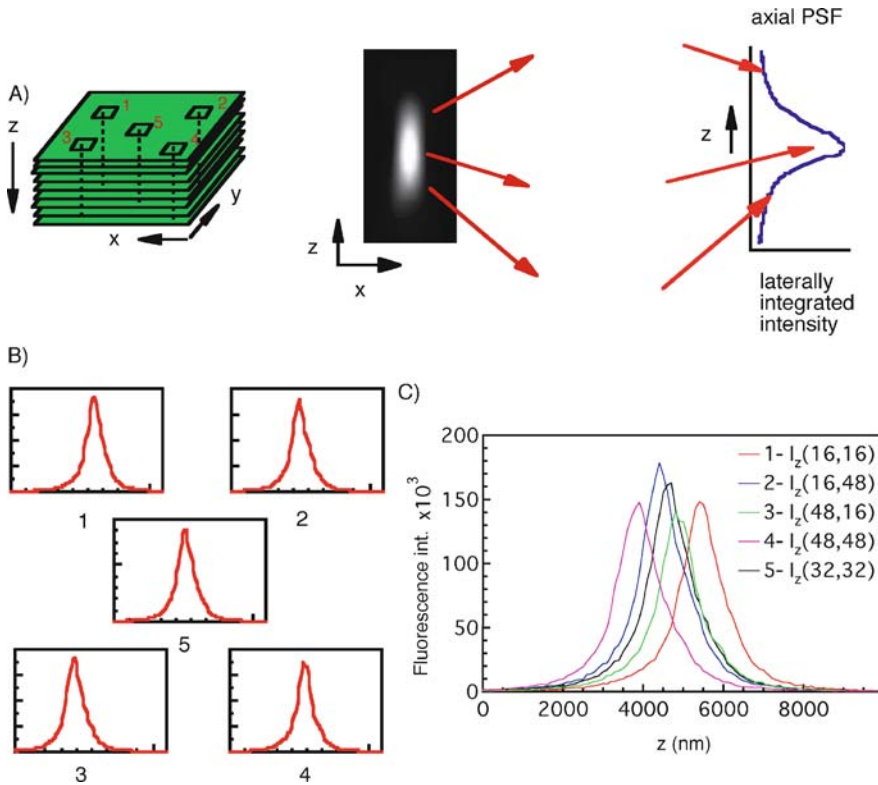 axial PSF
A)
z
1
2
3
5
4
y
x
z
x
z
laterally
integrated
intensity
B)
1
2
5
3
4
C)
Fluorescence int. x10³
200
150
100
50
0
0
2000
4000
6000
8000
z (nm)
1- I_z(16,16)
2- I_z(16,48)
3- I_z(48,16)
4- I_z(48,48)
5- I_z(32,32)